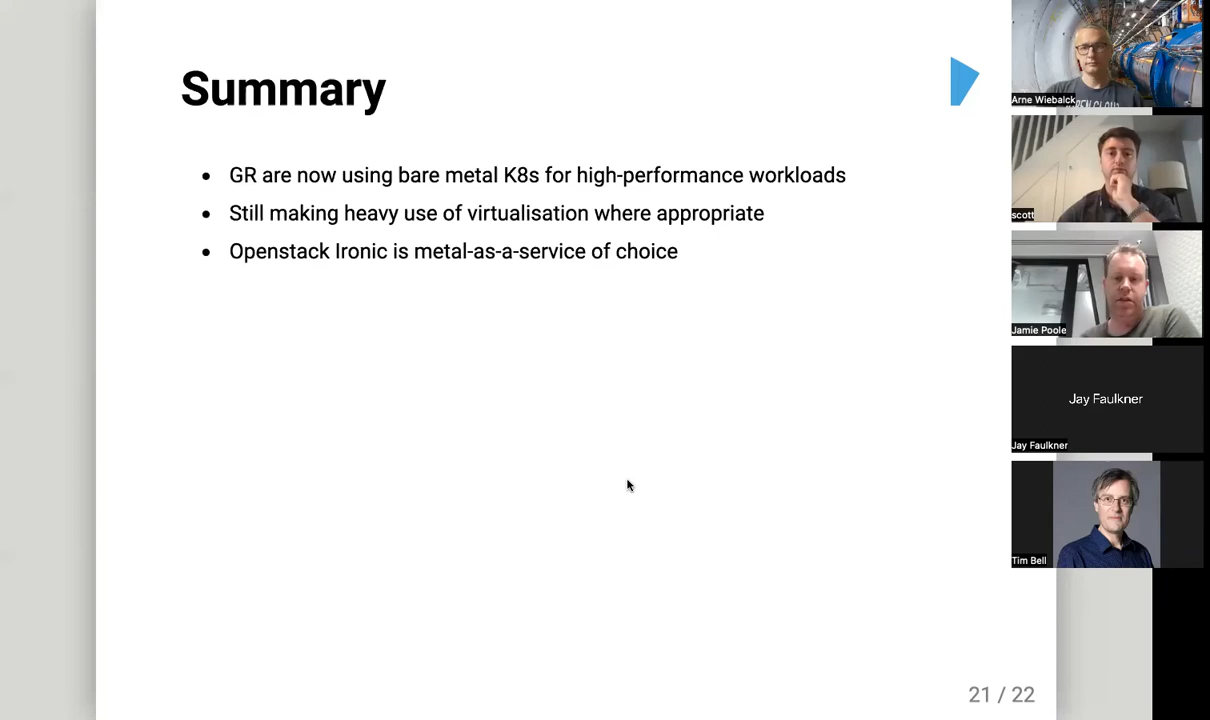 Summary
GR are now using bare metal K8s for high-performance workloads
Still making heavy use of virtualisation where appropriate
Openstack Ironic is metal-as-a-service of choice
21 / 22
Arne Wiebalck
scott
Jamie Poole
Jay Faulkner
Jay Faulkner
Tim Bell